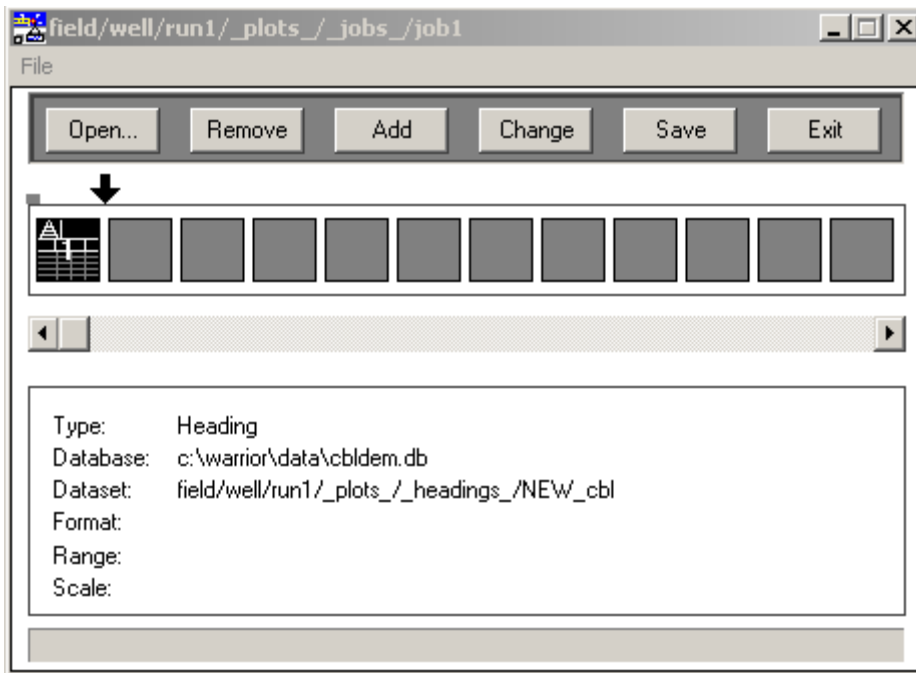 field/well/run1/_plots_/_jobs_/job1
File
Open... Remove Add Change Save Exit
1
Type: Heading
Database: c:\warrior\data\cbldem.db
Dataset: field/well/run1/_plots_/_headings_/NEW_cbl
Format:
Range:
Scale: